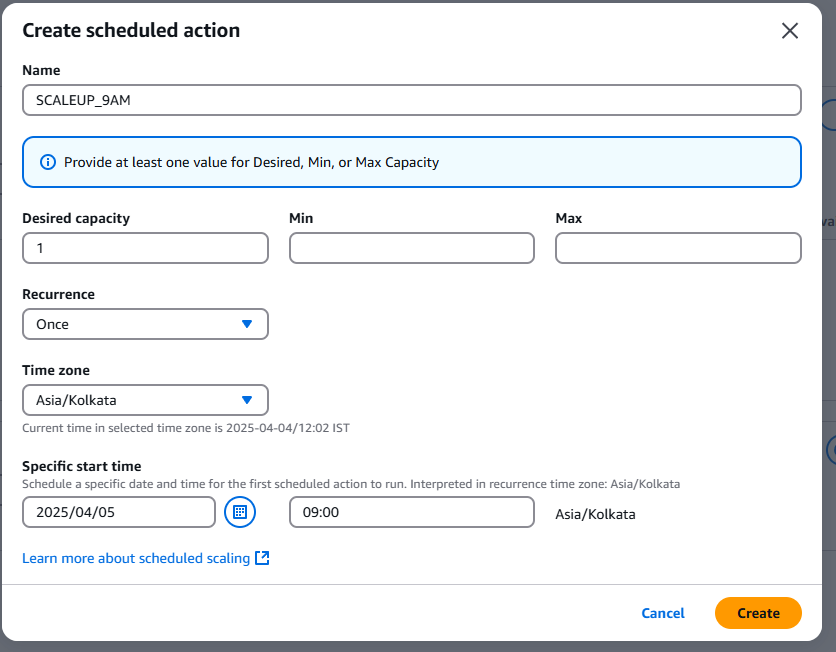 Create scheduled action
Name
SCALEUP_9AM
Provide at least one value for Desired, Min, or Max Capacity
Desired capacity Min Max
1
Recurrence
Once
Time zone
Asia/Kolkata
Current time in selected time zone is 2025-04-04/12:02 IST
Specific start time
Schedule a specific date and time for the first scheduled action to run. Interpreted in recurrence time zone: Asia/Kolkata
2025/04/05 09:00 Asia/Kolkata
Learn more about scheduled scaling
Cancel Create